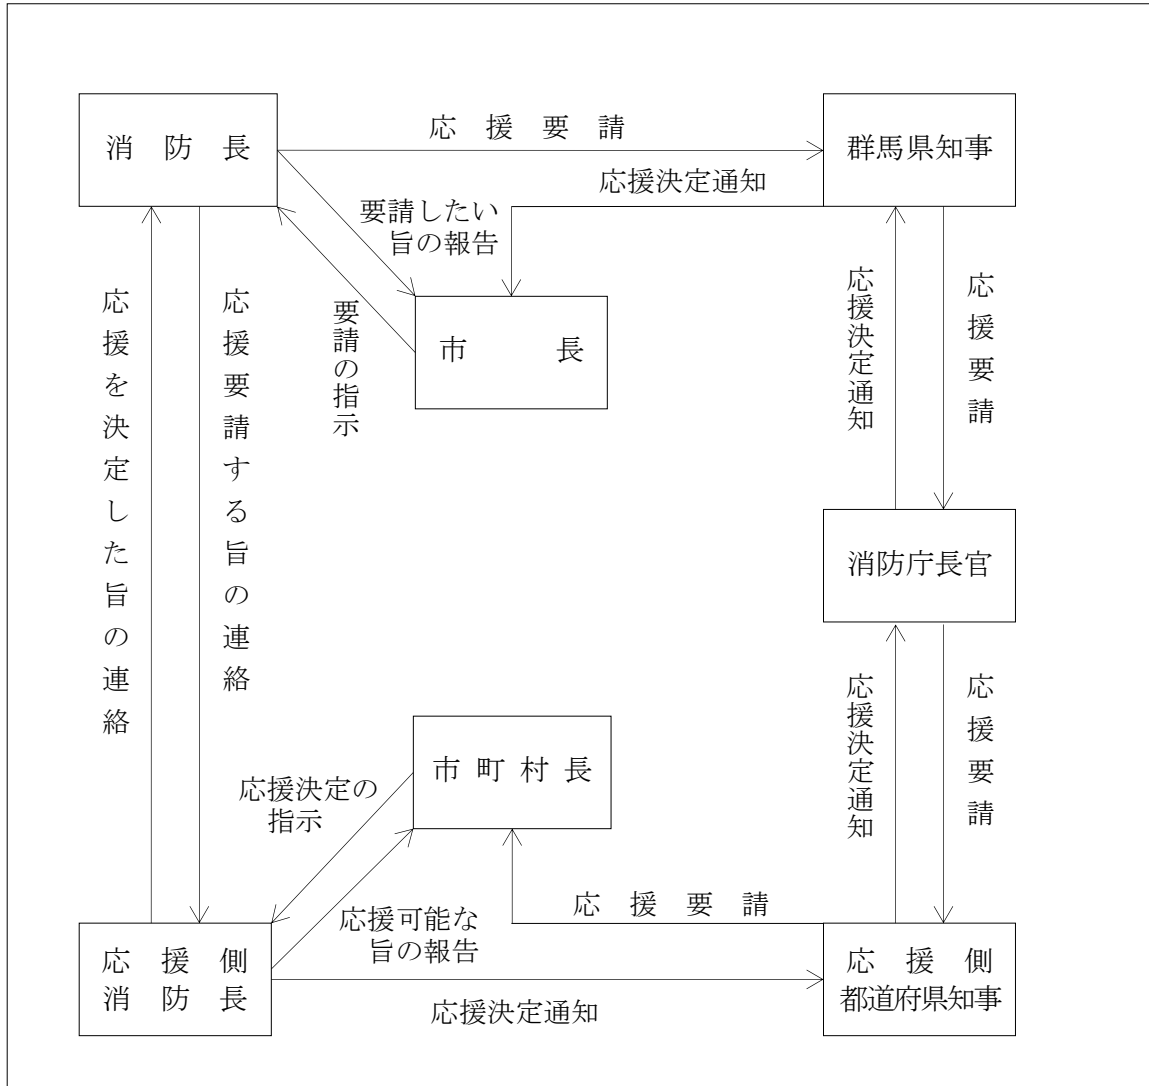 消防長
応援要請
群馬県知事
応援決定通知
要請したい
旨の報告
市長
要請の指示
応援を決定した旨の連絡
応援要請する旨の連絡
応援決定通知
応援要請
消防庁長官
応援決定通知
応援要請
市町村長
応援決定の
指示
応援可能な
旨の報告
応援要請
応援側
消防長
応援決定通知
応援側
都道府県知事